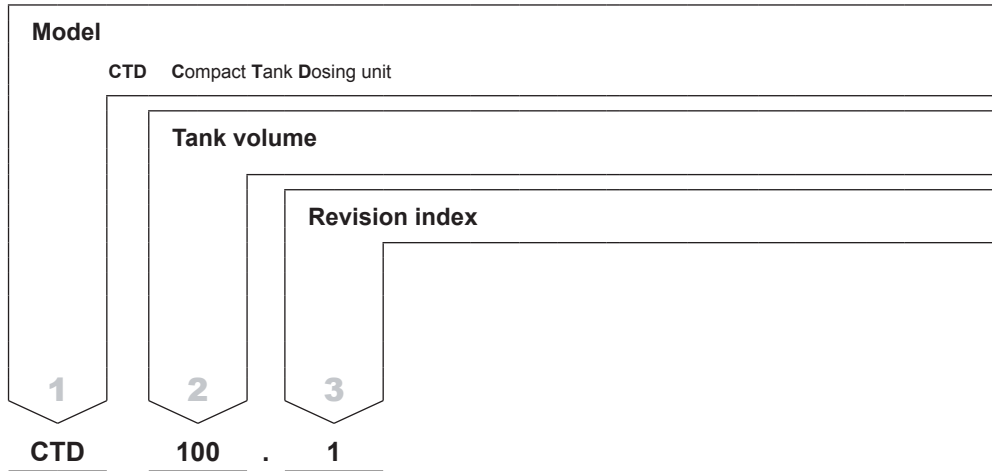 Model
CTD Compact Tank Dosing unit
Tank volume
Revision index
1 2 3
CTD 100 . 1